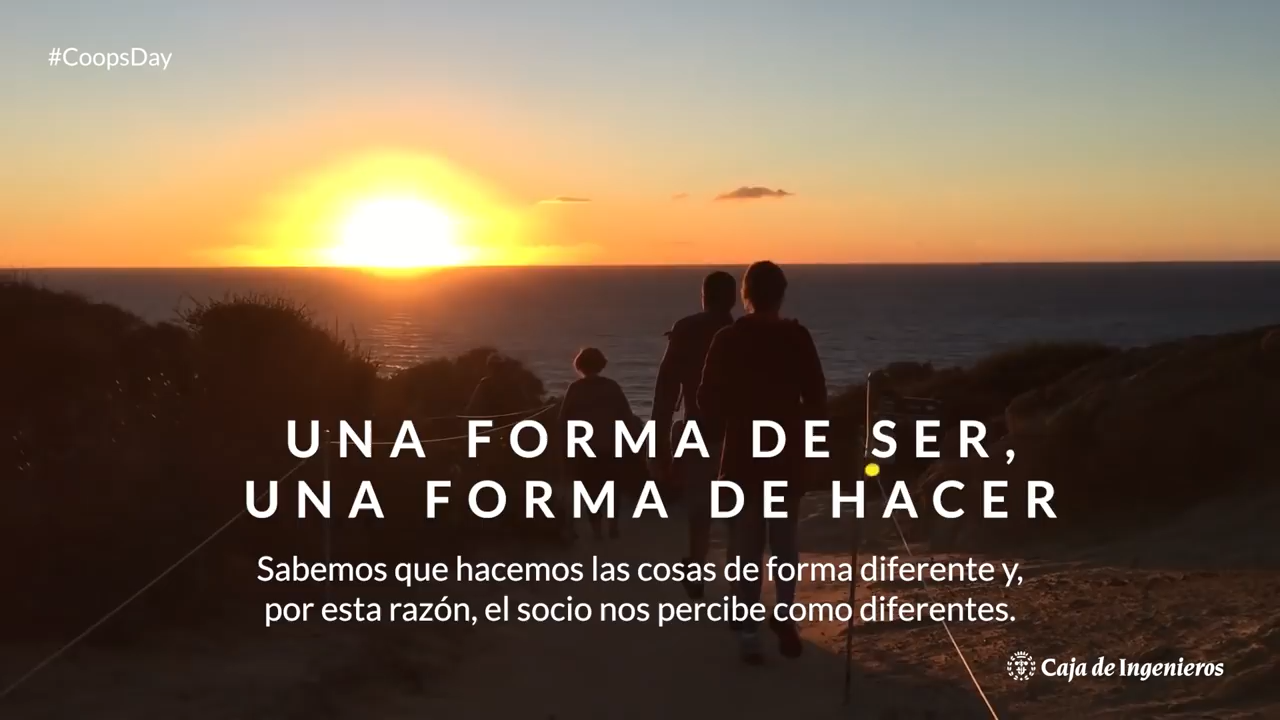 #CoopsDay
UNA FORMA DE SER,
UNA FORMA DE HACER
Sabemos que hacemos las cosas de forma diferente y,
por esta razón, el socio nos percibe como diferentes.
Caja de Ingenieros